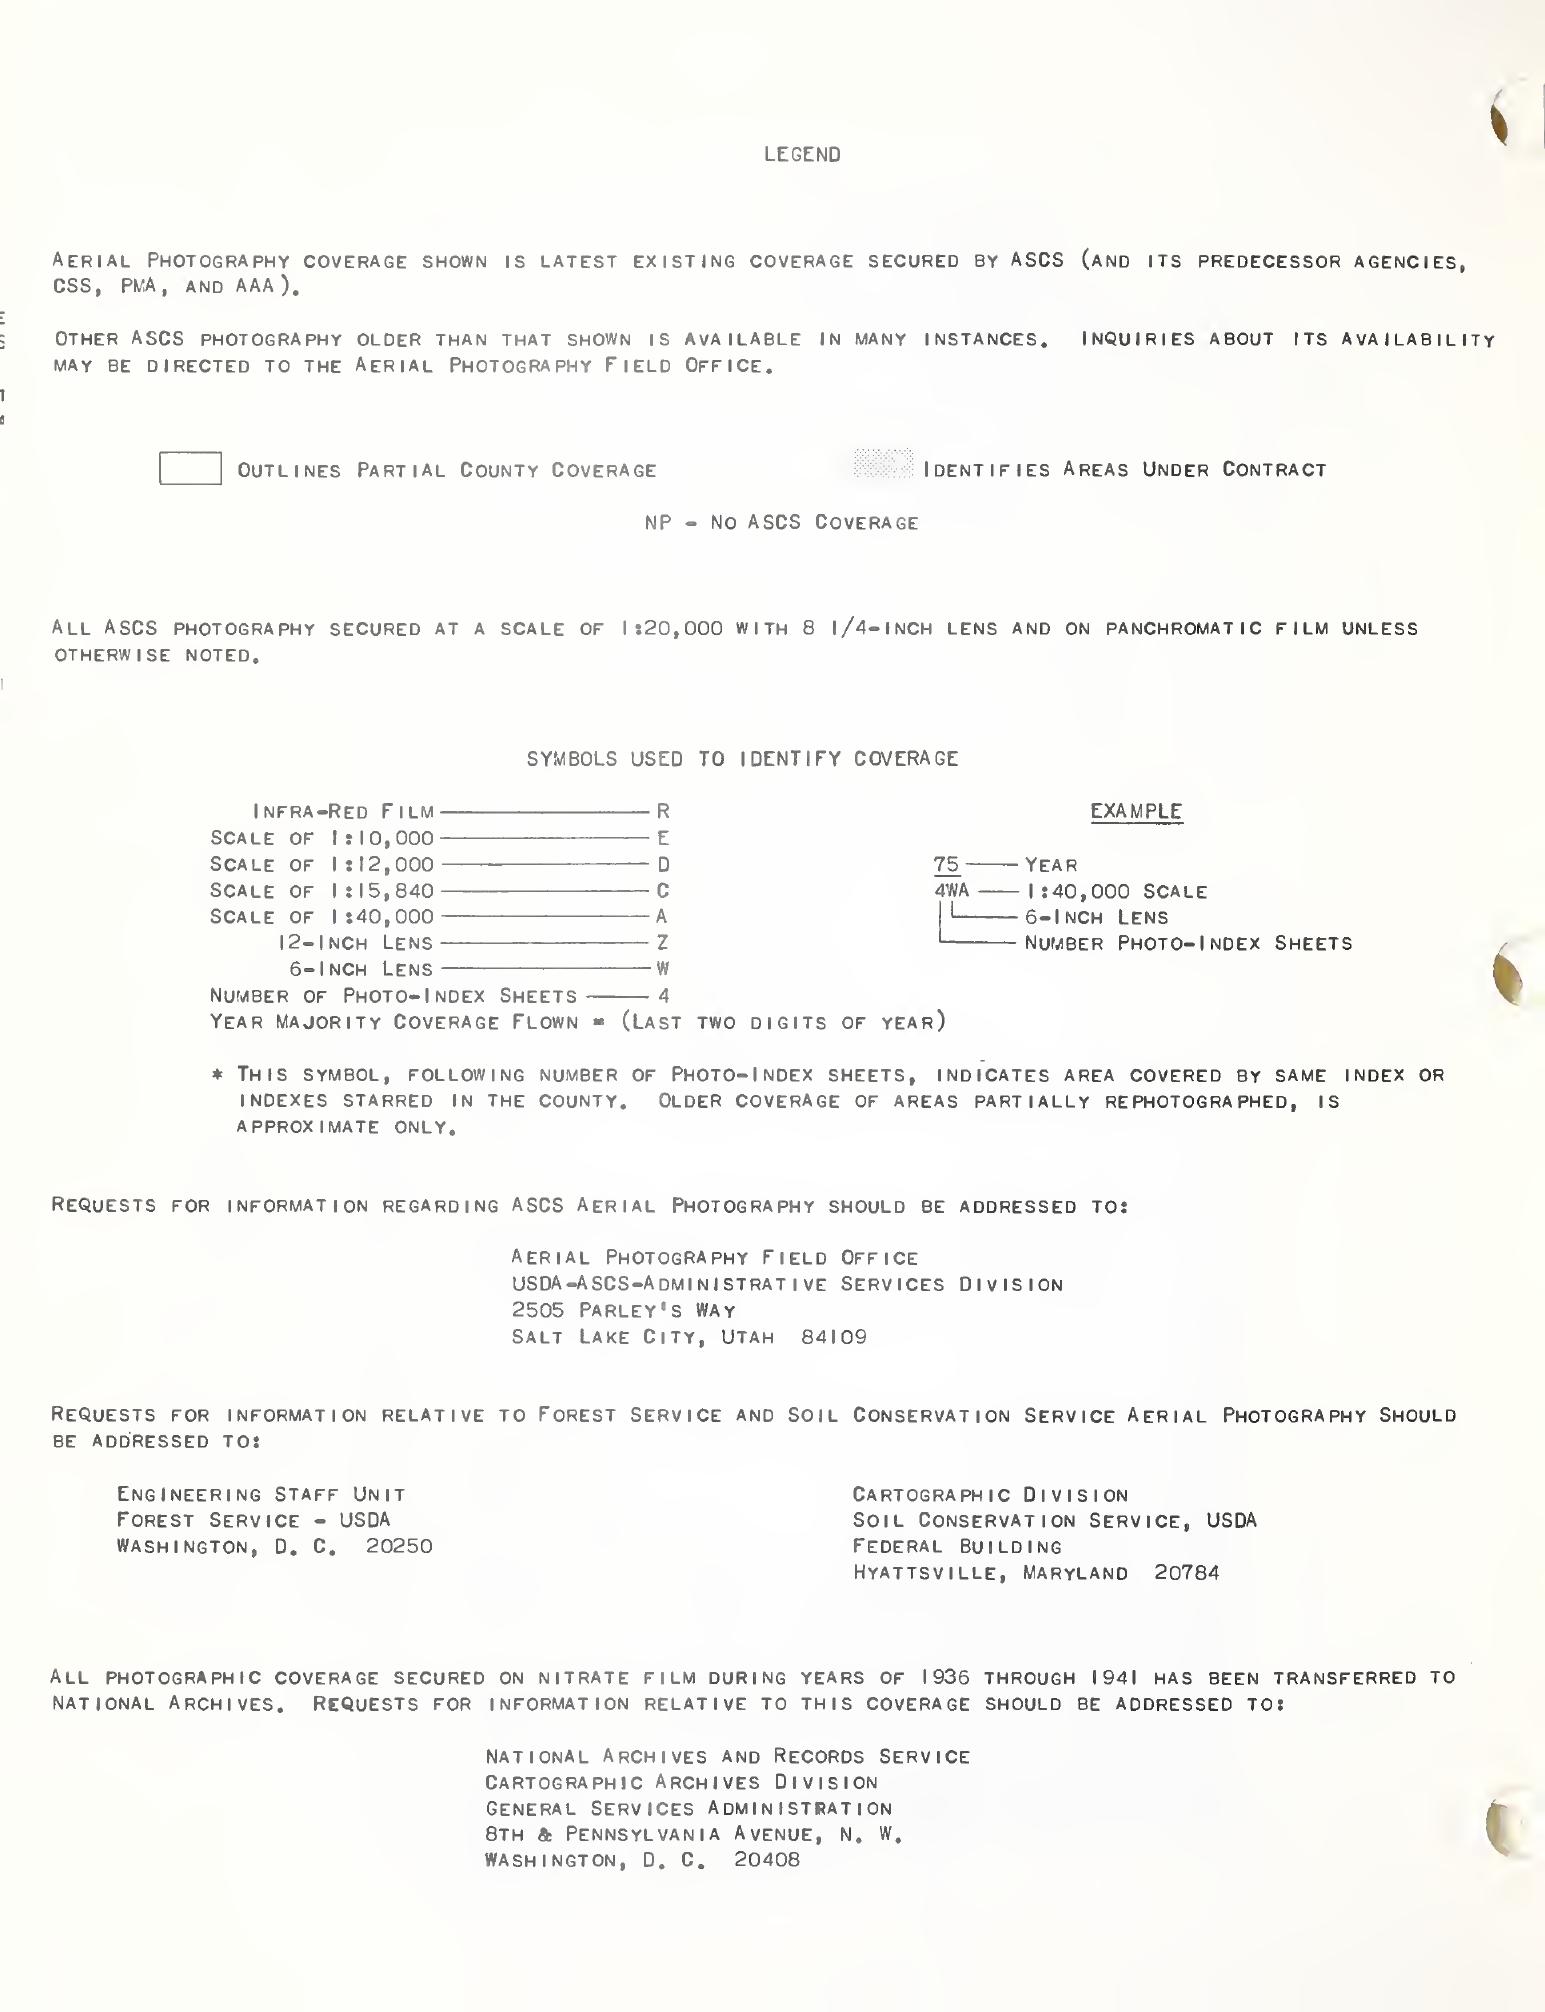 LEGEND
AERIAL PHOTOGRAPHY COVERAGE SHOWN IS LATEST EXISTING COVERAGE SECURED BY ASCS (AND ITS PREDECESSOR AGENCIES,
CSS, PMA, AND AAA).
OTHER ASCS PHOTOGRAPHY OLDER THAN THAT SHOWN IS AVAILABLE IN MANY INSTANCES. INQUIRIES ABOUT ITS AVAILABILITY
MAY BE DIRECTED TO THE AERIAL PHOTOGRAPHY FIELD OFFICE.
OUTLINES PARTIAL COUNTY COVERAGE
IDENTIFIES AREAS UNDER CONTRACT
NP - NO ASCS COVERAGE
ALL ASCS PHOTOGRAPHY SECURED AT A SCALE OF 1:20,000 WITH 8 1/4-INCH LENS AND ON PANCHROMATIC FILM UNLESS
OTHERWISE NOTED.
SYMBOLS USED TO IDENTIFY COVERAGE
INFRA-RED FILM R
SCALE OF 1:10,000 E
SCALE OF 1:12,000 D
SCALE OF 1:15,840 C
SCALE OF 1:40,000 A
12-INCH LENS Z
6-INCH LENS W
NUMBER OF PHOTO-INDEX SHEETS 4
YEAR MAJORITY COVERAGE FLOWN - (LAST TWO DIGITS OF YEAR)
EXAMPLE
75 YEAR
4WA 1:40,000 SCALE
6-INCH LENS
NUMBER PHOTO-INDEX SHEETS
* THIS SYMBOL, FOLLOWING NUMBER OF PHOTO-INDEX SHEETS, INDICATES AREA COVERED BY SAME INDEX OR
INDEXES STARRED IN THE COUNTY. OLDER COVERAGE OF AREAS PARTIALLY REPHOTOGRAPHED, IS
APPROXIMATE ONLY.
REQUESTS FOR INFORMATION REGARDING ASCS AERIAL PHOTOGRAPHY SHOULD BE ADDRESSED TO:
AERIAL PHOTOGRAPHY FIELD OFFICE
USDA-ASCS-ADMINISTRATIVE SERVICES DIVISION
2505 PARLEY'S WAY
SALT LAKE CITY, UTAH 84109
REQUESTS FOR INFORMATION RELATIVE TO FOREST SERVICE AND SOIL CONSERVATION SERVICE AERIAL PHOTOGRAPHY SHOULD
BE ADDRESSED TO:
ENGINEERING STAFF UNIT
FOREST SERVICE - USDA
WASHINGTON, D. C. 20250
CARTOGRAPHIC DIVISION
SOIL CONSERVATION SERVICE, USDA
FEDERAL BUILDING
HYATTSVILLE, MARYLAND 20784
ALL PHOTOGRAPHIC COVERAGE SECURED ON NITRATE FILM DURING YEARS OF 1936 THROUGH 1941 HAS BEEN TRANSFERRED TO
NATIONAL ARCHIVES. REQUESTS FOR INFORMATION RELATIVE TO THIS COVERAGE SHOULD BE ADDRESSED TO:
NATIONAL ARCHIVES AND RECORDS SERVICE
CARTOGRAPHIC ARCHIVES DIVISION
GENERAL SERVICES ADMINISTRATION
8TH & PENNSYLVANIA AVENUE, N. W.
WASHINGTON, D. C. 20408